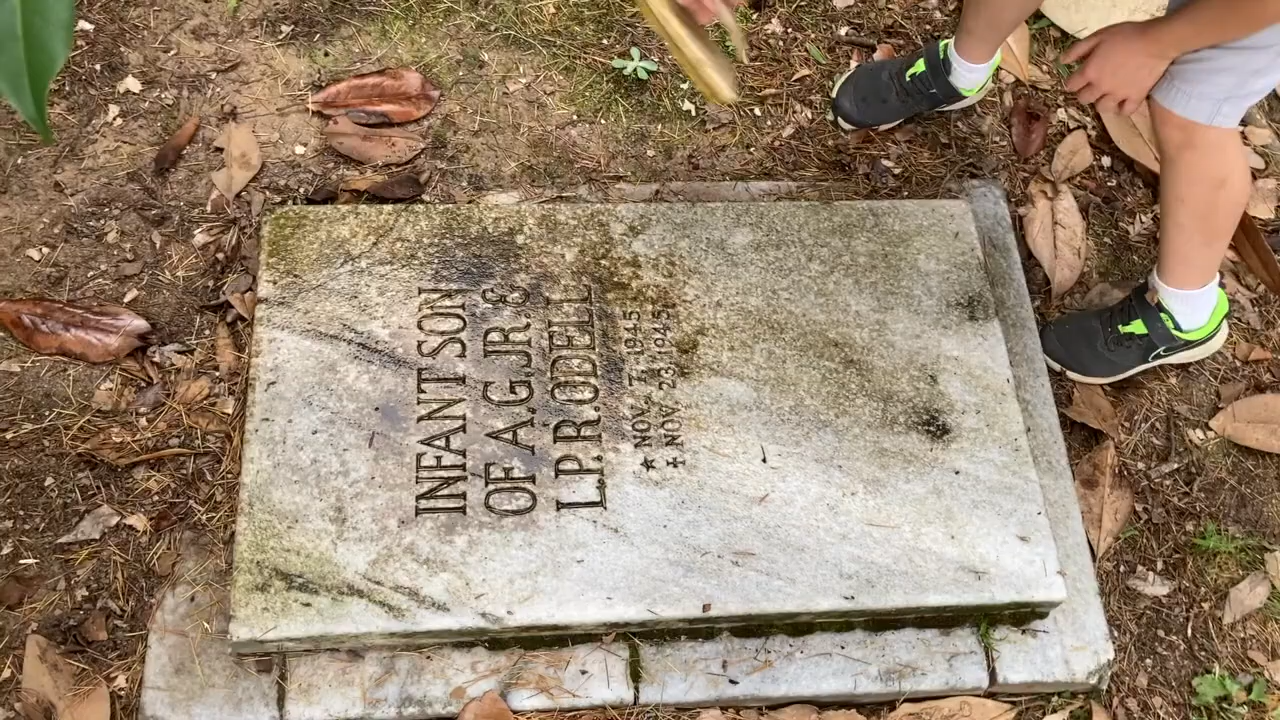 INFANT SON
OF A.G.JR.&
L.P.R.ODELL
★ NOV. 7, 1945
✝ NOV 23, 1945